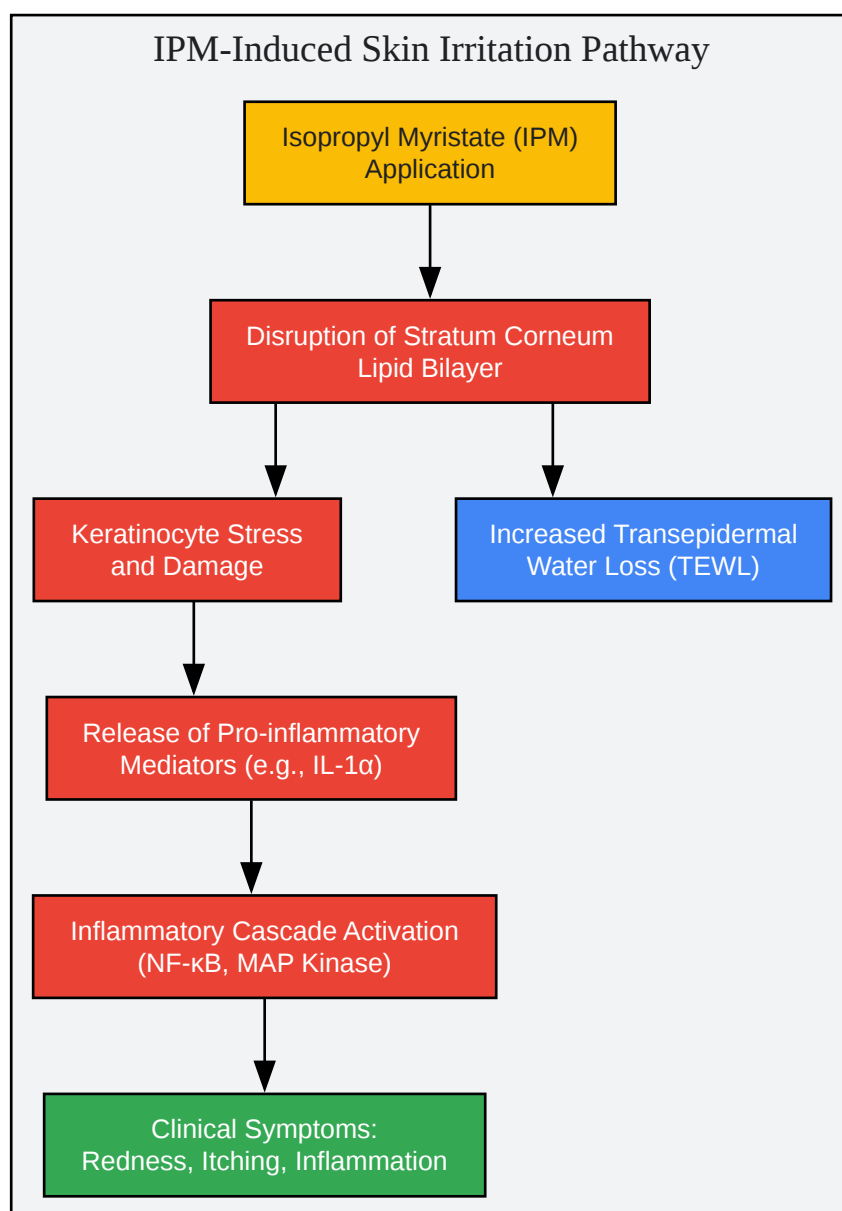 IPM-Induced Skin Irritation Pathway
Isopropyl Myristate (IPM)
Application
Disruption of Stratum Corneum
Lipid Bilayer
Keratinocyte Stress
and Damage
Increased Transepidermal
Water Loss (TEWL)
Release of Pro-inflammatory
Mediators (e.g., IL-1α)
Inflammatory Cascade Activation
(NF-κB, MAP Kinase)
Clinical Symptoms:
Redness, Itching, Inflammation